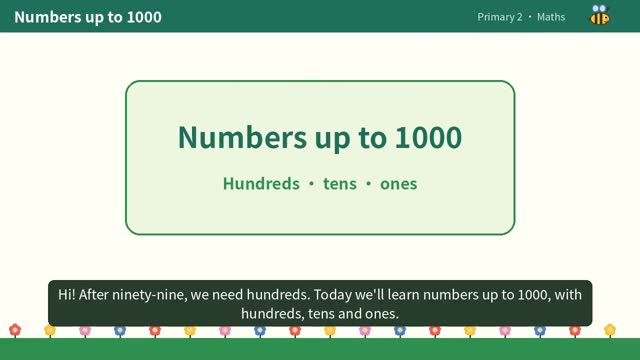 Numbers up to 1000
Primary 2 • Maths
Numbers up to 1000
Hundreds • tens • ones
Hi! After ninety-nine, we need hundreds. Today we'll learn numbers up to 1000, with
hundreds, tens and ones.